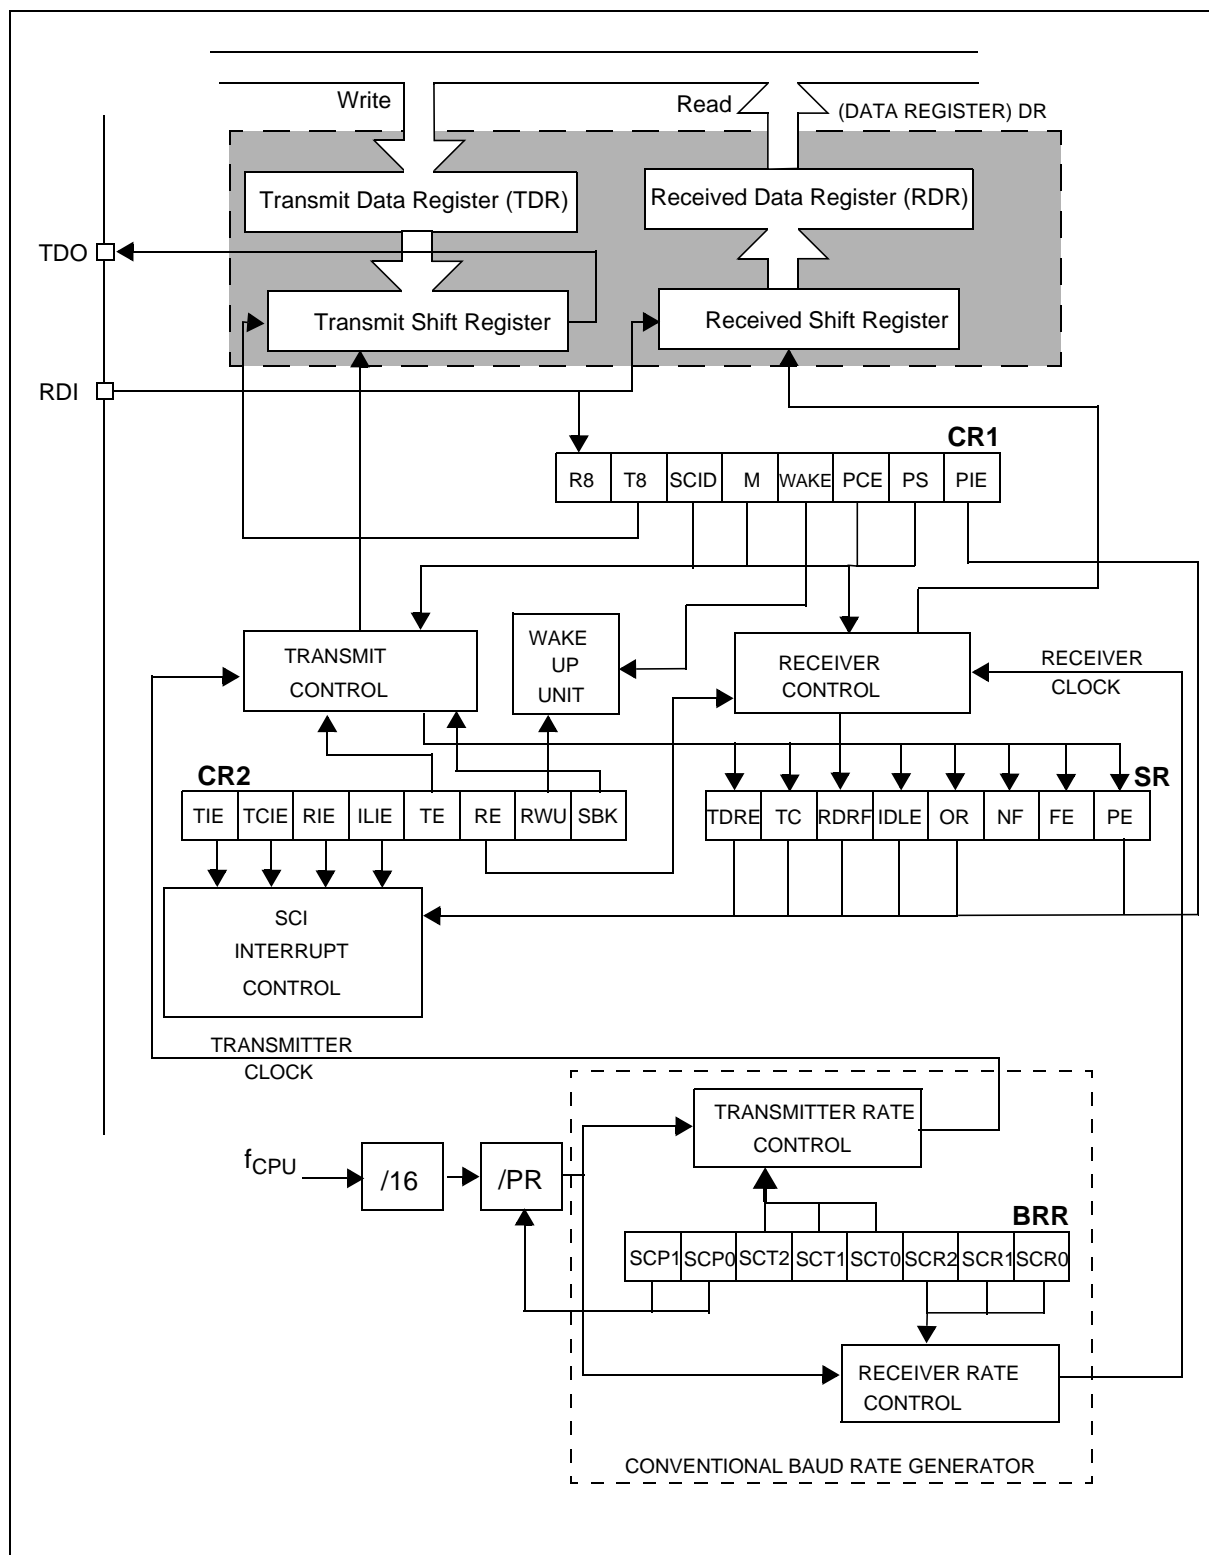 Write
Read
(DATA REGISTER) DR
Transmit Data Register (TDR)
Received Data Register (RDR)
TDO
Transmit Shift Register
Received Shift Register
RDI
CR1
R8 T8 SCID M WAKE PCE PS PIE
TRANSMIT
CONTROL
WAKE
UP
UNIT
RECEIVER
CONTROL
RECEIVER
CLOCK
CR2
SR
TIE TCIE RIE ILIE TE RE RWU SBK
TDRE TC RDRF IDLE OR NF FE PE
SCI
INTERRUPT
CONTROL
TRANSMITTER
CLOCK
TRANSMITTER RATE
CONTROL
fCPU
/16
/PR
BRR
SCP1 SCP0 SCT2 SCT1 SCT0 SCR2 SCR1 SCR0
RECEIVER RATE
CONTROL
CONVENTIONAL BAUD RATE GENERATOR